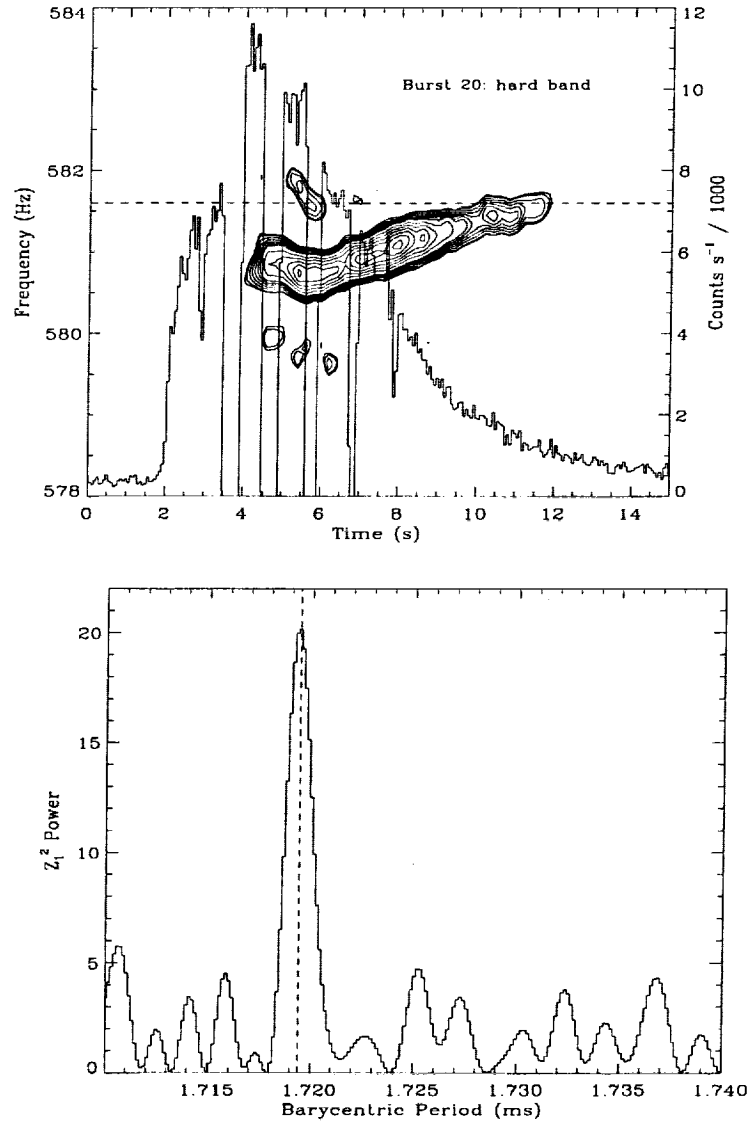 584
582
580
578
Frequency (Hz)
Burst 20: hard band
12
10
8
6
4
2
0
Counts s⁻¹ / 1000
0 2 4 6 8 10 12 14
Time (s)
20
15
10
5
0
Z₁² Power
1.715 1.720 1.725 1.730 1.735 1.740
Barycentric Period (ms)